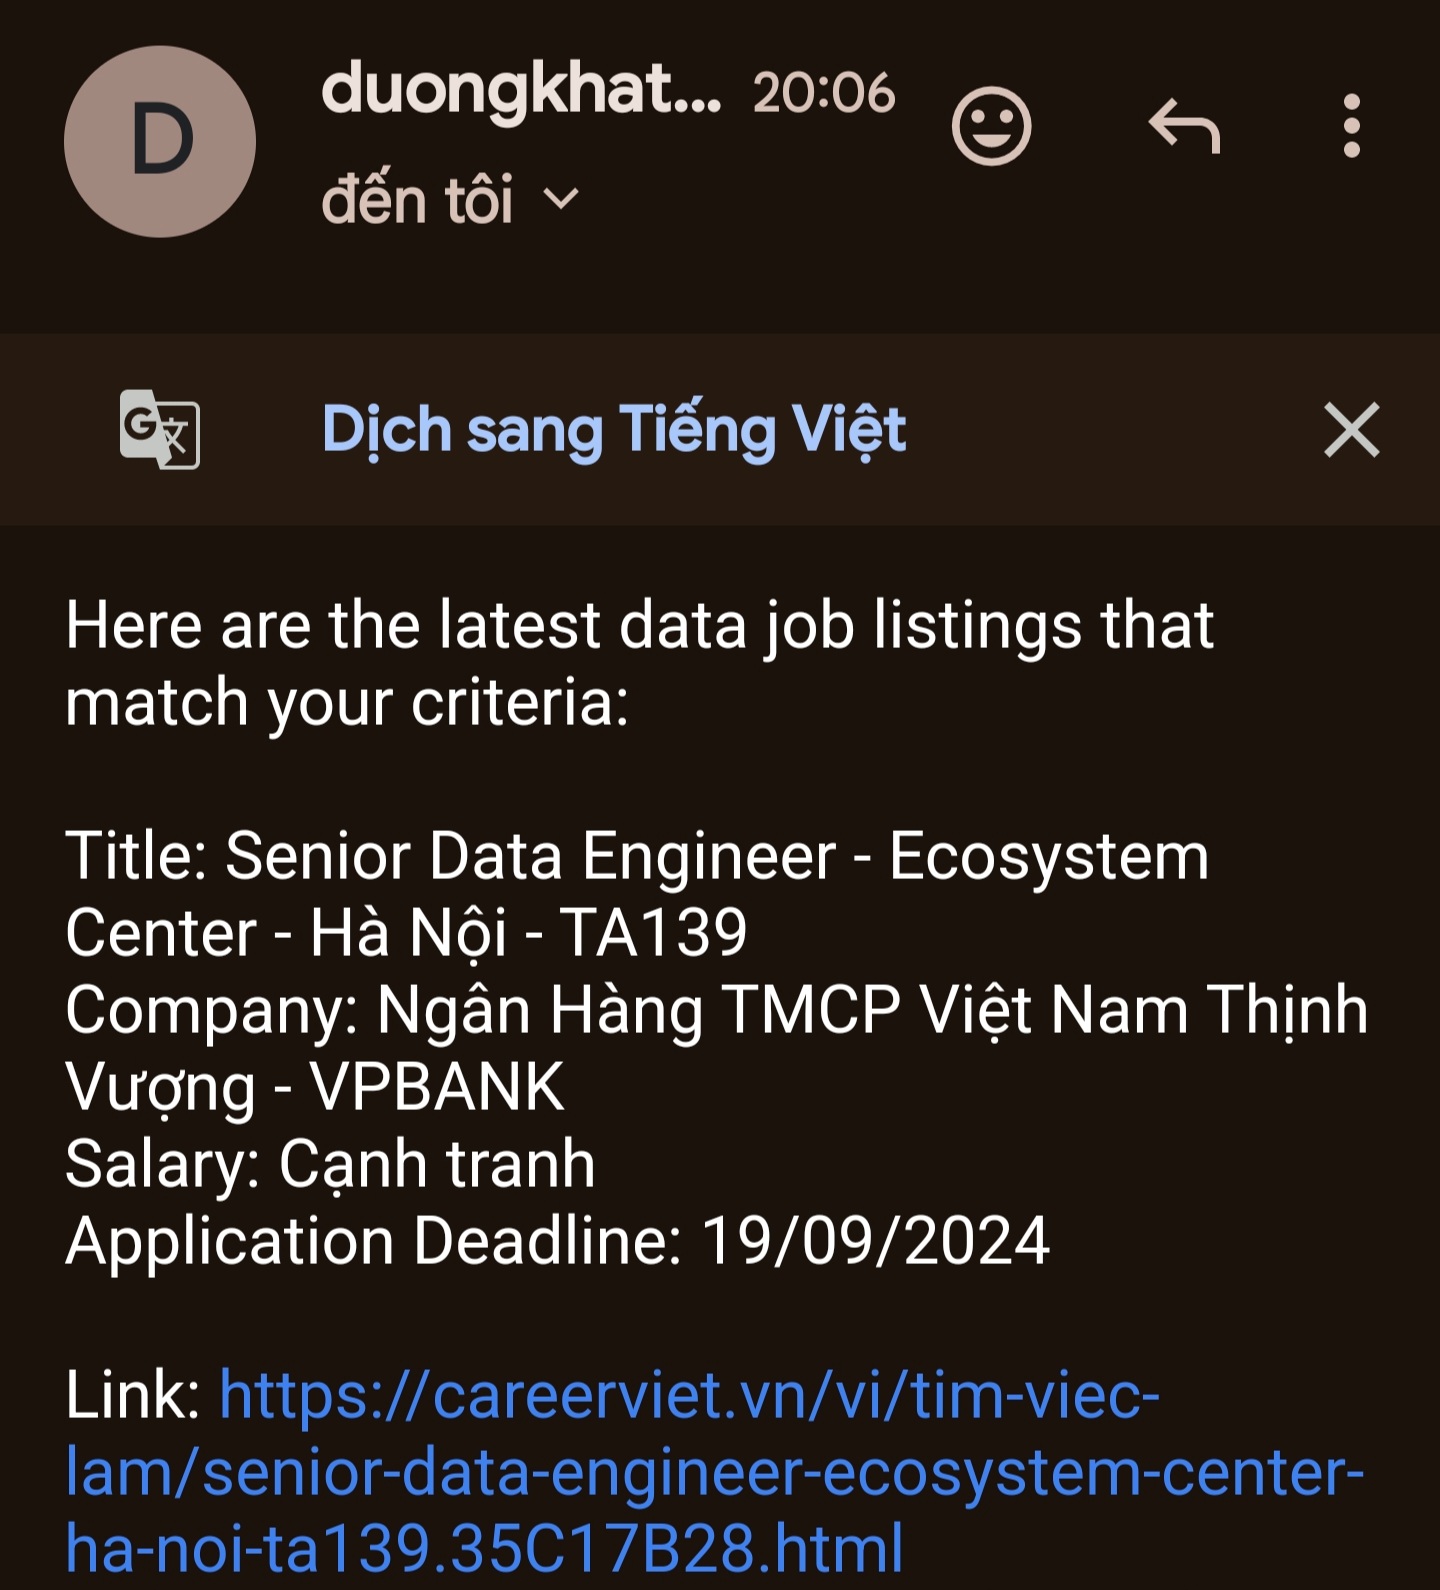 D
duongkhat... 20:06
đến tôi
Dịch sang Tiếng Việt
Here are the latest data job listings that
match your criteria:
Title: Senior Data Engineer - Ecosystem
Center - Hà Nội - TA139
Company: Ngân Hàng TMCP Việt Nam Thịnh
Vượng - VPBANK
Salary: Cạnh tranh
Application Deadline: 19/09/2024
Link: https://careerviet.vn/vi/tim-viec-
lam/senior-data-engineer-ecosystem-center-
ha-noi-ta139.35C17B28.html